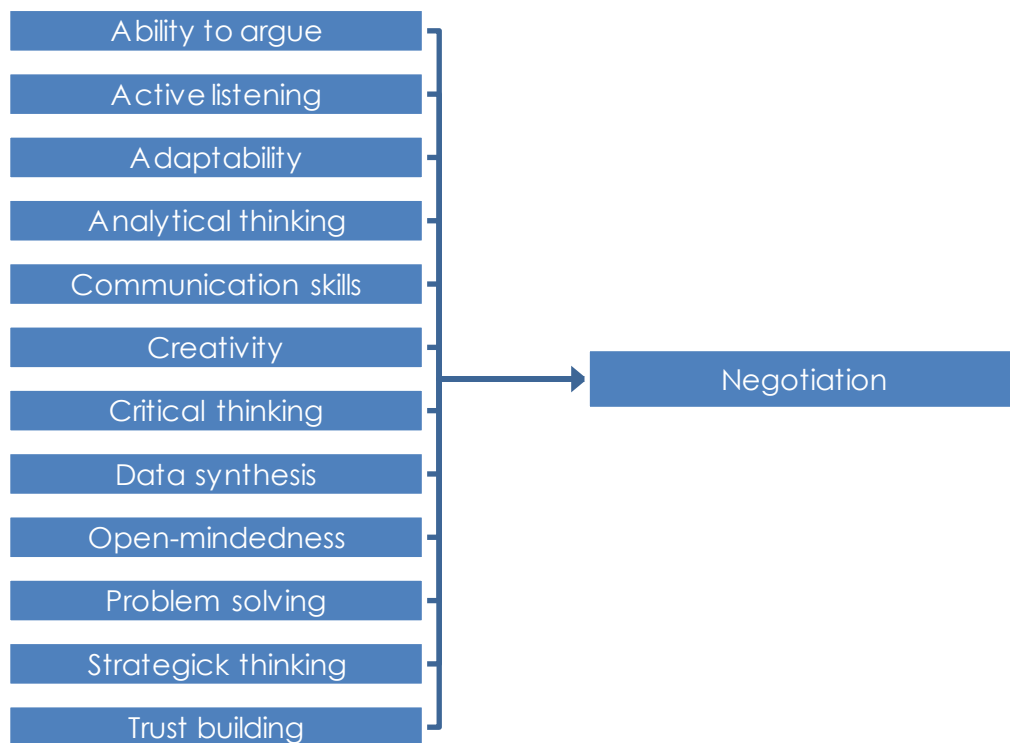 Ability to argue
Active listening
Adaptability
Analytical thinking
Communication skills
Creativity
Negotiation
Critical thinking
Data synthesis
Open-mindedness
Problem solving
Strategick thinking
Trust building